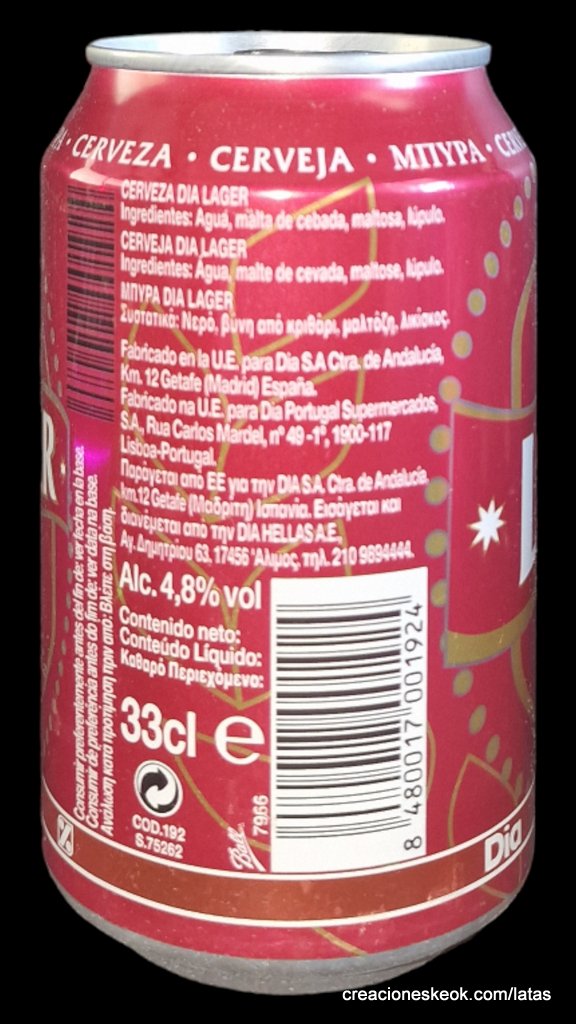 CERVEZA · CERVEJA · ΜΠΥΡΑ ·
CERVEZA DIA LAGER
Ingredientes: Agua, malta de cebada, maltosa, lúpulo.
CERVEJA DIA LAGER
Ingredientes: Água, malte de cevada, maltose, lúpulo.
ΜΠΥΡΑ DIA LAGER
Συστατικά: Νερό, βύνη από κριθάρι, μαλτόζη, λυκίσκος.
Fabricado en la U.E. para Dia S.A Ctra. de Andalucía,
Km. 12 Getafe (Madrid) España.
Fabricado na U.E. para Dia Portugal Supermercados,
S.A., Rua Carlos Mardel, nº 49 -1º, 1900-117
Lisboa-Portugal.
Παράγεται από ΕΕ για την DIA S.A. Ctra. de Andalucía.
km.12 Getafe (Μαδρίτη) Ισπανία. Εισάγεται και
διανέμεται από την DIA HELLAS A.E.
Αγ. Δημητρίου 63, 17456 Άλιμος, τηλ. 210 9894444.
Consumir preferentemente antes del fin de: ver fecha en la base.
Consumir de preferência antes do fim de: ver data na base.
Ανάλωση κατά προτίμηση πριν από: Βλέπε στη βάση.
Alc. 4,8% vol
Contenido neto:
Conteúdo Líquido:
Καθαρό Περιεχόμενο:
33cl e
COD.192
S.75262
Ball
7966
8 480017 001924
R
%
Dia
creacioneskeok.com/latas